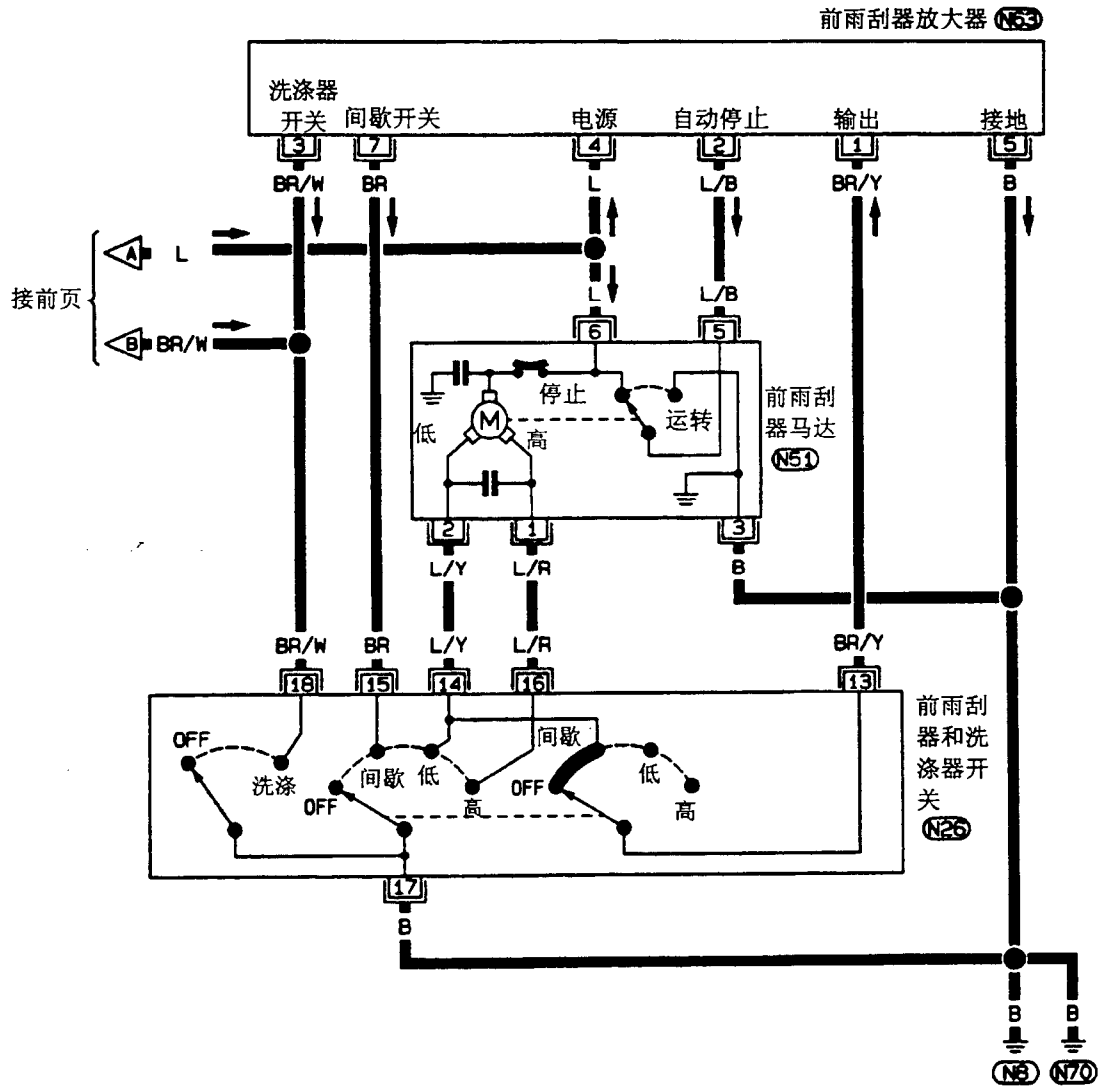 前雨刮器放大器 N63
洗涤器
开关 间歇开关 电源 自动停止 输出 接地
3 7 4 2 1 5
BR/W BR L L/B BR/Y B
A L
接前页
L L/B
B BR/W
6 5
停止
前雨刮
器马达
N51
运转
低 M 高
2 1 3
L/Y L/R B
BR/W BR L/Y L/R BR/Y
18 15 14 16 13
前雨刮
器和洗
涤器开
关
N26
OFF 间歇
洗涤 间歇 低 低
OFF 高 OFF 高
17
B
B B
N8 N70